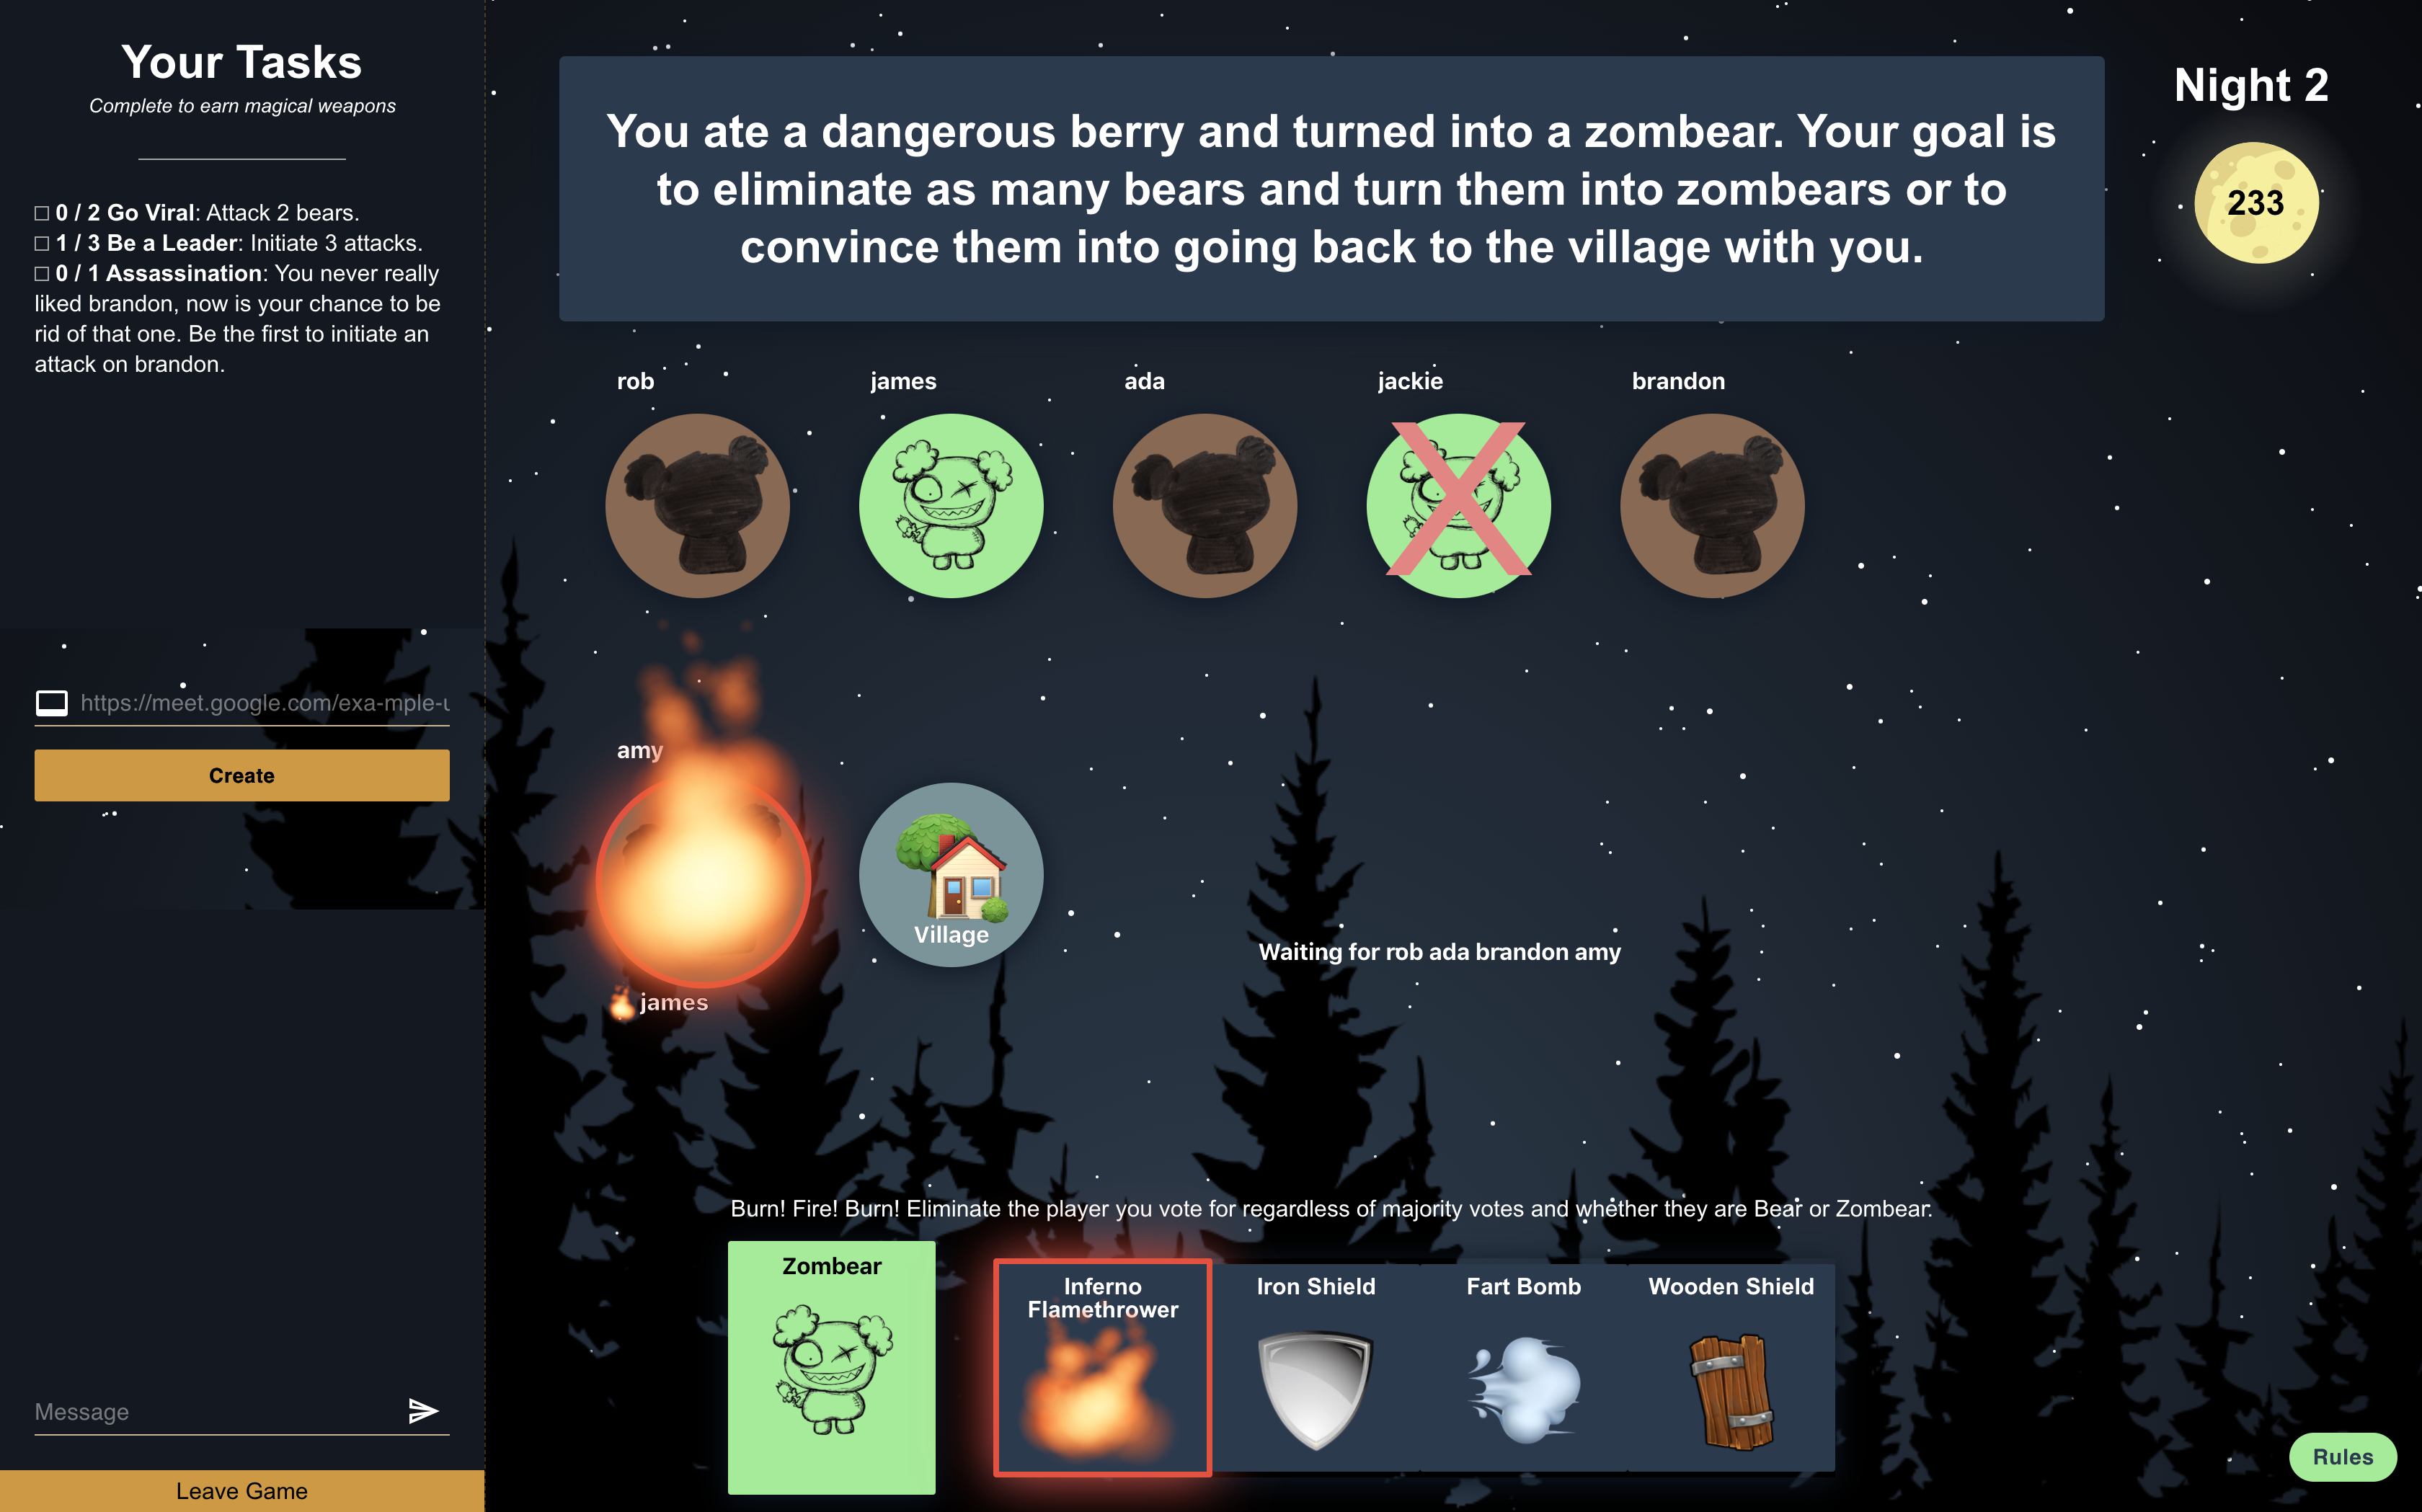 Your Tasks
Complete to earn magical weapons
0 / 2 Go Viral: Attack 2 bears.
1 / 3 Be a Leader: Initiate 3 attacks.
0 / 1 Assassination: You never really
liked brandon, now is your chance to be
rid of that one. Be the first to initiate an
attack on brandon.
https://meet.google.com/exa-mple-u
Create
Message
Leave Game
You ate a dangerous berry and turned into a zombear. Your goal is
to eliminate as many bears and turn them into zombears or to
convince them into going back to the village with you.
Night 2
233
rob
james
ada
jackie
brandon
amy
Village
james
Waiting for rob ada brandon amy
Burn! Fire! Burn! Eliminate the player you vote for regardless of majority votes and whether they are Bear or Zombear.
Zombear
Inferno
Flamethrower
Iron Shield
Fart Bomb
Wooden Shield
Rules